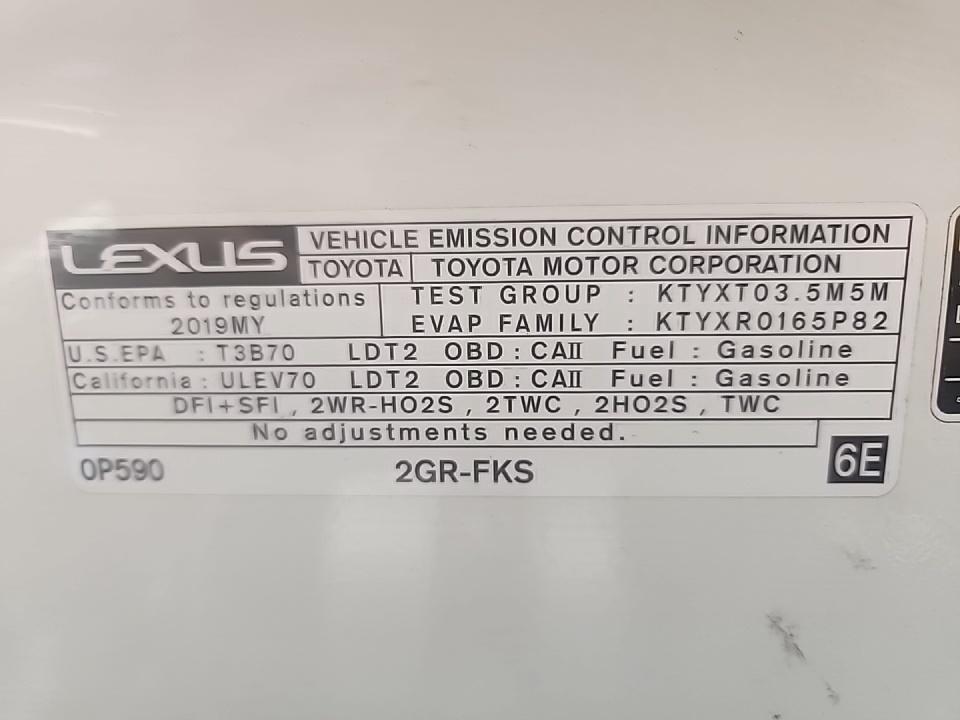 LEXUS VEHICLE EMISSION CONTROL INFORMATION
TOYOTA TOYOTA MOTOR CORPORATION
Conforms to regulations
2019MY
TEST GROUP : KTYXT03.5M5M
EVAP FAMILY : KTYXR0165P82
U.S.EPA : T3B70 LDT2 OBD : CAII Fuel : Gasoline
California : ULEV70 LDT2 OBD : CAII Fuel : Gasoline
DFI+SFI , 2WR-HO2S , 2TWC , 2HO2S , TWC
No adjustments needed.
0P590 2GR-FKS 6E